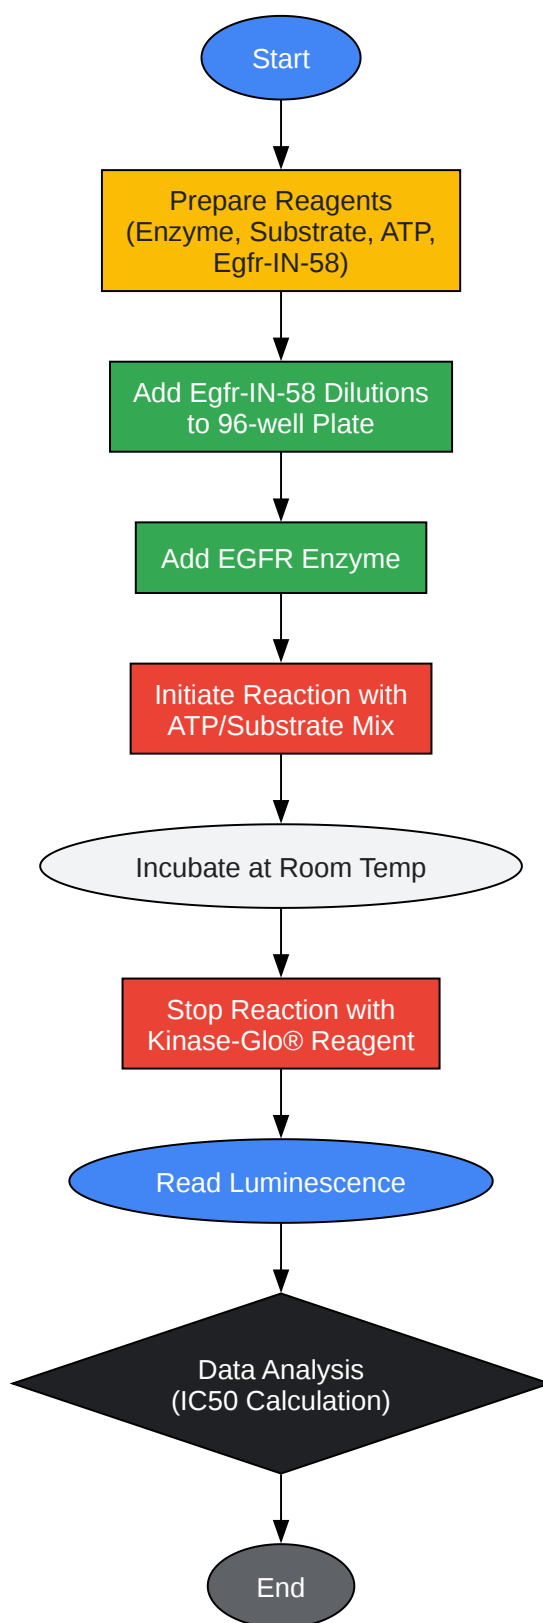 Start
Prepare Reagents
(Enzyme, Substrate, ATP,
Egfr-IN-58)
Add Egfr-IN-58 Dilutions
to 96-well Plate
Add EGFR Enzyme
Initiate Reaction with
ATP/Substrate Mix
Incubate at Room Temp
Stop Reaction with
Kinase-Glo® Reagent
Read Luminescence
Data Analysis
(IC50 Calculation)
End